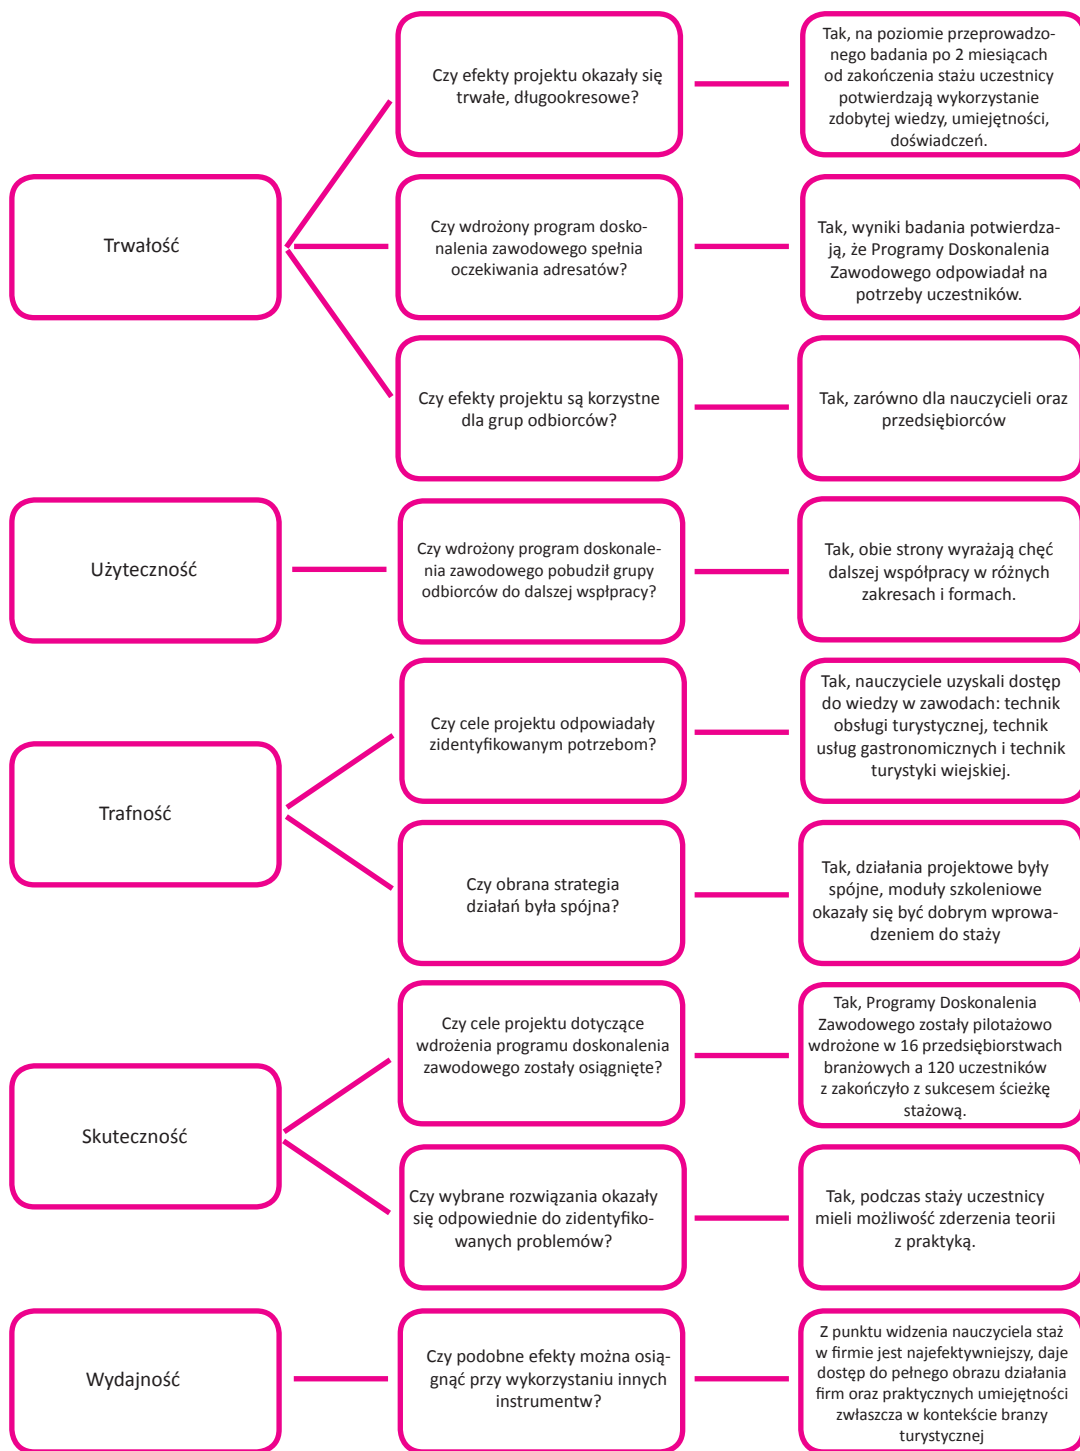 Trwałość
Czy efekty projektu okazały się
trwałe, długookresowe?
Tak, na poziomie przeprowadzo-
nego badania po 2 miesiącach
od zakończenia stażu uczestnicy
potwierdzają wykorzystanie
zdobytej wiedzy, umiejętności,
doświadczeń.
Czy wdrożony program dosko-
nalenia zawodowego spełnia
oczekiwania adresatów?
Tak, wyniki badania potwierdza-
ją, że Programy Doskonalenia
Zawodowego odpowiadał na
potrzeby uczestników.
Czy efekty projektu są korzystne
dla grup odbiorców?
Tak, zarówno dla nauczycieli oraz
przedsiębiorców
Użyteczność
Czy wdrożony program doskonale-
nia zawodowego pobudził grupy
odbiorców do dalszej wspłpracy?
Tak, obie strony wyrażają chęć
dalszej współpracy w różnych
zakresach i formach.
Trafność
Czy cele projektu odpowiadały
zidentyfikowanym potrzebom?
Tak, nauczyciele uzyskali dostęp
do wiedzy w zawodach: technik
obsługi turystycznej, technik
usług gastronomicznych i technik
turystyki wiejskiej.
Czy obrana strategia
działań była spójna?
Tak, działania projektowe były
spójne, moduły szkoleniowe
okazały się być dobrym wprowa-
dzeniem do staży
Skuteczność
Czy cele projektu dotyczące
wdrożenia programu doskonalenia
zawodowego zostały osiągnięte?
Tak, Programy Doskonalenia
Zawodowego zostały pilotażowo
wdrożone w 16 przedsiębiorstwach
branżowych a 120 uczestników
z zakończyło z sukcesem ścieżkę
stażową.
Czy wybrane rozwiązania okazały
się odpowiednie do zidentyfiko-
wanych problemów?
Tak, podczas staży uczestnicy
mieli możliwość zderzenia teorii
z praktyką.
Wydajność
Czy podobne efekty można osią-
gnąć przy wykorzystaniu innych
instrumentw?
Z punktu widzenia nauczyciela staż
w firmie jest najefektywniejszy, daje
dostęp do pełnego obrazu działania
firm oraz praktycznych umiejętności
zwłaszcza w kontekście branzy
turystycznej